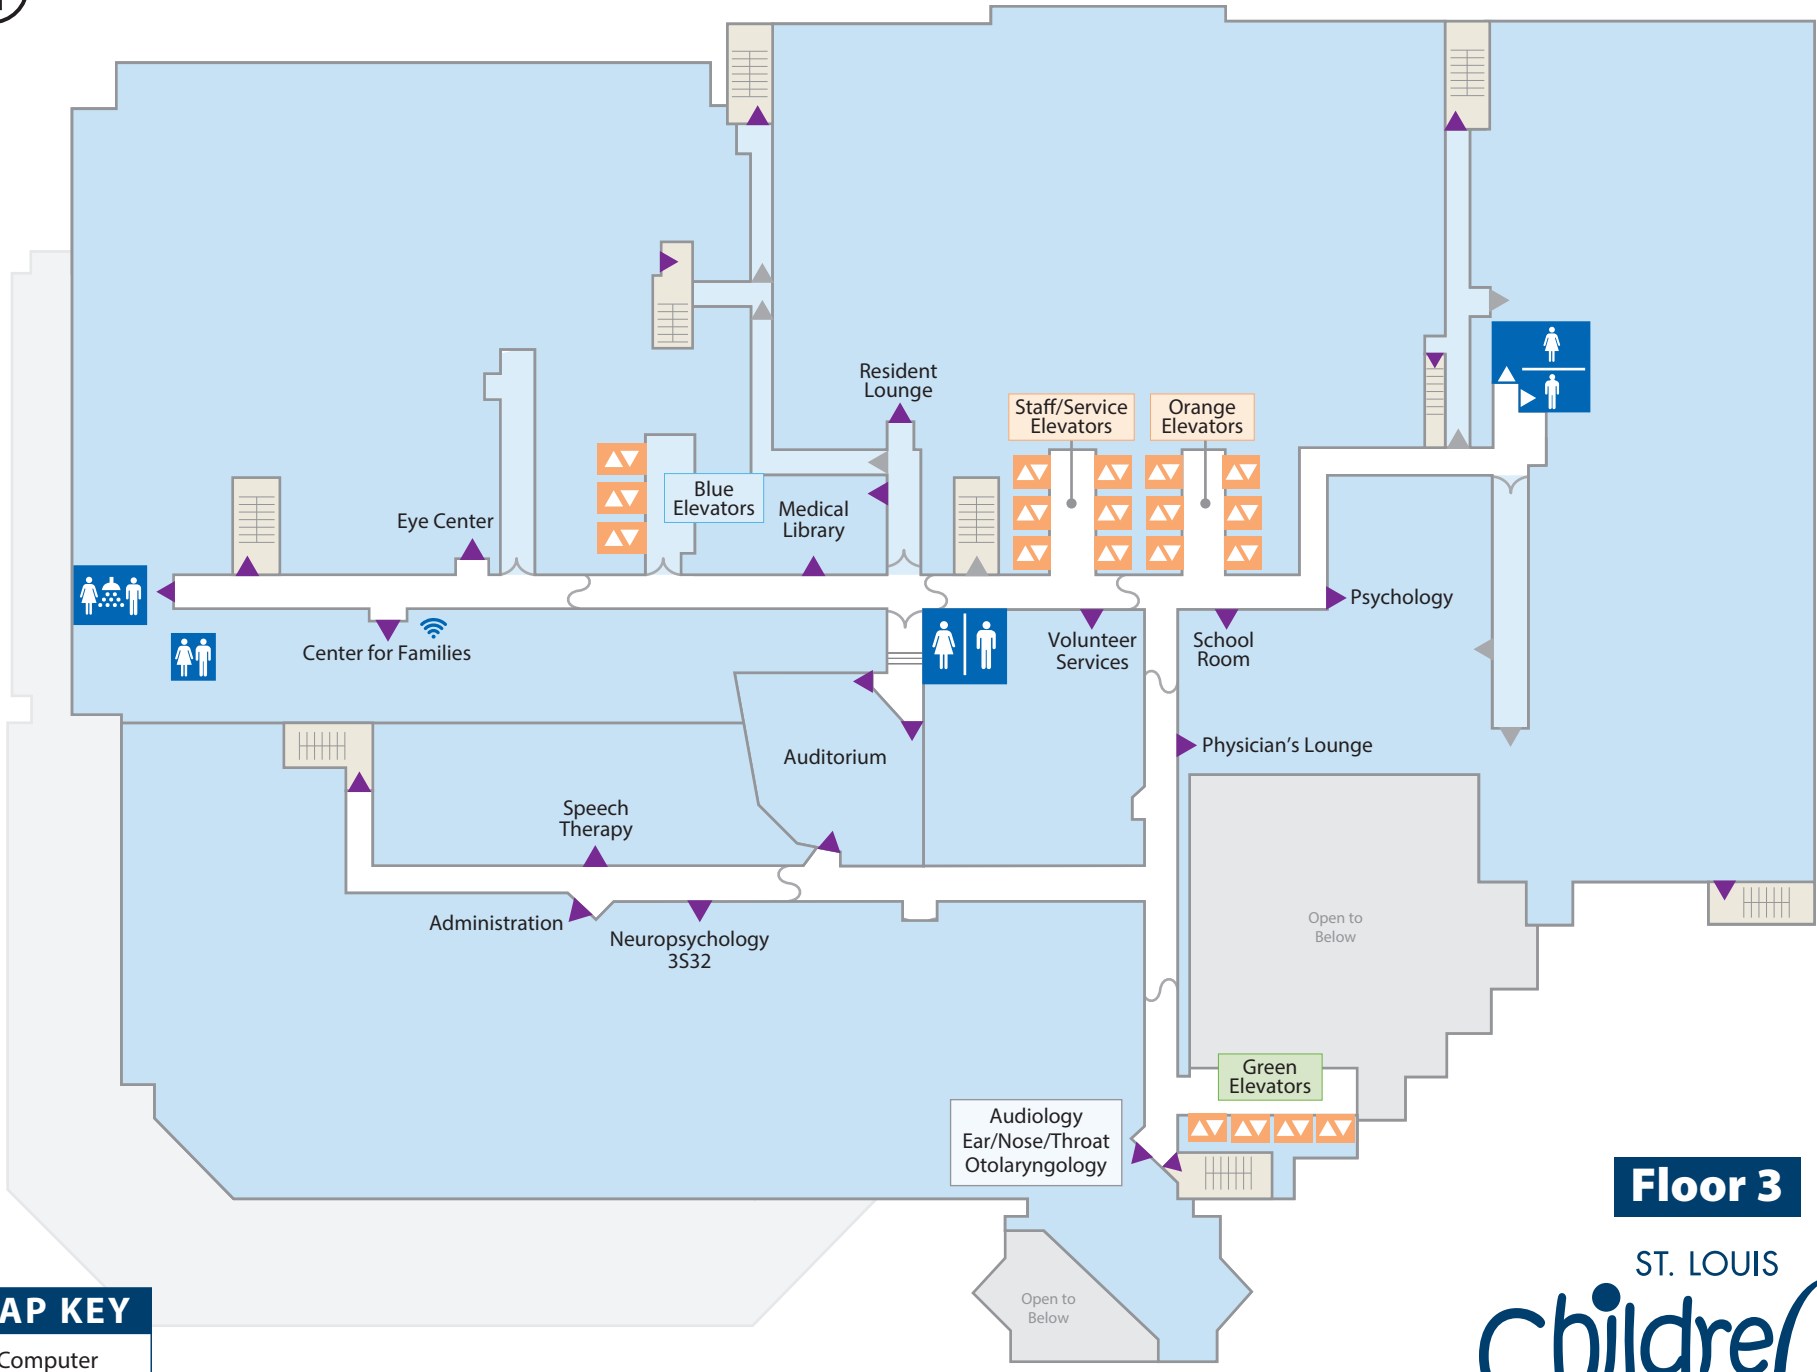 Resident
Lounge
Staff/Service
Elevators
Orange
Elevators
Blue
Elevators
Medical
Library
Eye Center
Center for Families
Volunteer
Services
School
Room
Psychology
Auditorium
Physician's Lounge
Speech
Therapy
Administration
Neuropsychology
3S32
Open to
Below
Green
Elevators
Audiology
Ear/Nose/Throat
Otolaryngology
Floor 3
ST. LOUIS
Childre
Open to
Below
AP KEY
Computer